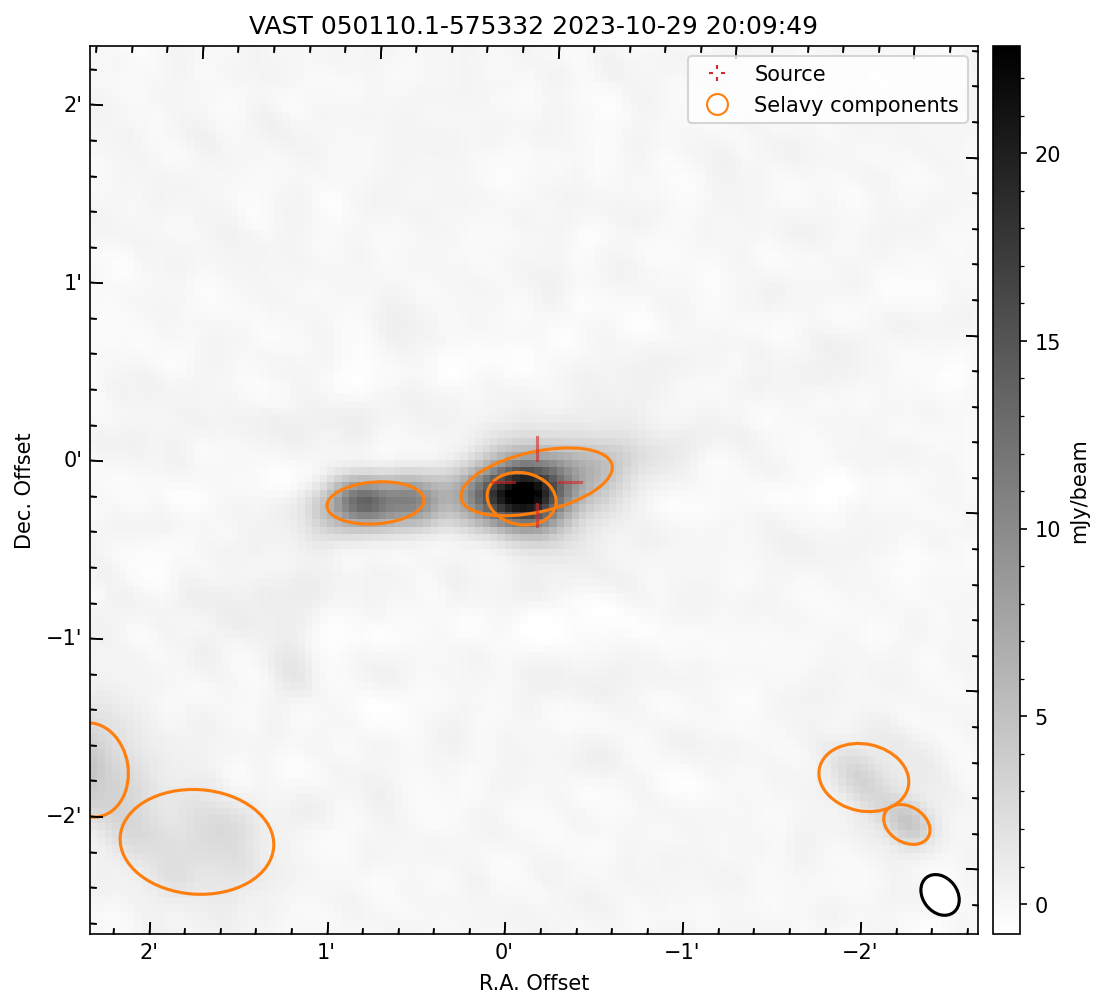 VAST 050110.1-575332 2023-10-29 20:09:49
Source
Selavy components
2'
1'
0'
−1'
−2'
Dec. Offset
2'
1'
0'
−1'
−2'
R.A. Offset
20
15
10
5
0
mJy/beam